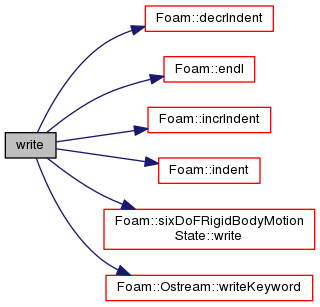 Foam::decrIndent
Foam::endl
write
Foam::incrIndent
Foam::indent
Foam::sixDoFRigidBodyMotion
State::write
Foam::Ostream::writeKeyword